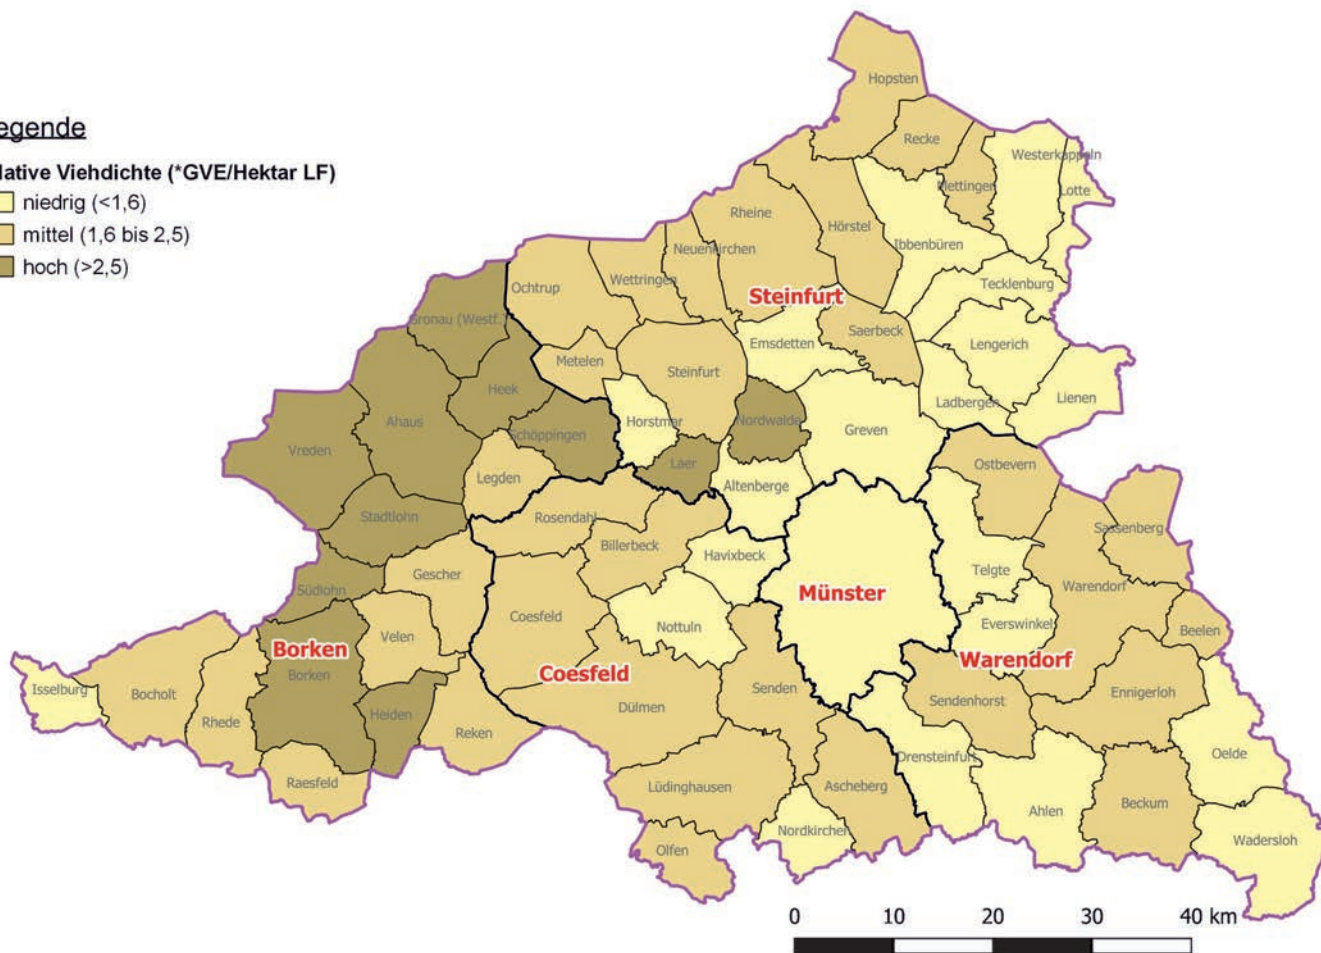 egende
lative Viehdichte (*GVE/Hektar LF)
niedrig (<1,6)
mittel (1,6 bis 2,5)
hoch (>2,5)
Hopsten
Recke
Westerkappeln
Mettingen
Lotte
Rheine
Hörstel
Ibbenbüren
Neuenkirchen
Wettringen
Ochtrup
Tecklenburg
Steinfurt
Gronau (Westf.)
Saerbeck
Emsdetten
Lengerich
Metelen
Steinfurt
Heek
Ladbergen
Lienen
Ahaus
Horstmar
Nordwalde
Greven
Schöppingen
Vreden
Laer
Ostbevern
Legden
Altenberge
Stadtlohn
Rosendahl
Sassenberg
Billerbeck
Havixbeck
Telgte
Gescher
Warendorf
Südlohn
Münster
Coesfeld
Nottuln
Everswinkel
Beelen
Velen
Borken
Warendorf
Coesfeld
Borken
Isselburg
Bocholt
Senden
Ennigerloh
Sendenhorst
Dülmen
Heiden
Rhede
Reken
Oelde
Drensteinfurt
Raesfeld
Lüdinghausen
Ascheberg
Beckum
Ahlen
Nordkirchen
Wadersloh
Olfen
0 10 20 30 40 km